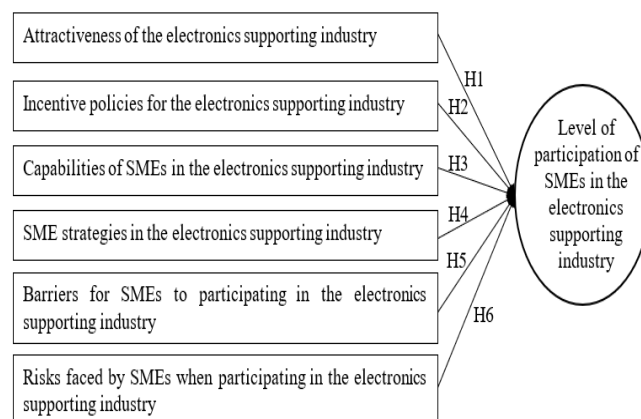 Attractiveness of the electronics supporting industry
H1
Incentive policies for the electronics supporting industry
H2
Capabilities of SMEs in the electronics supporting industry
H3
SME strategies in the electronics supporting industry
H4
Barriers for SMEs to participating in the electronics
supporting industry
H5
Risks faced by SMEs when participating in the electronics
supporting industry
H6
Level of
participation of
SMEs in the
electronics
supporting
industry